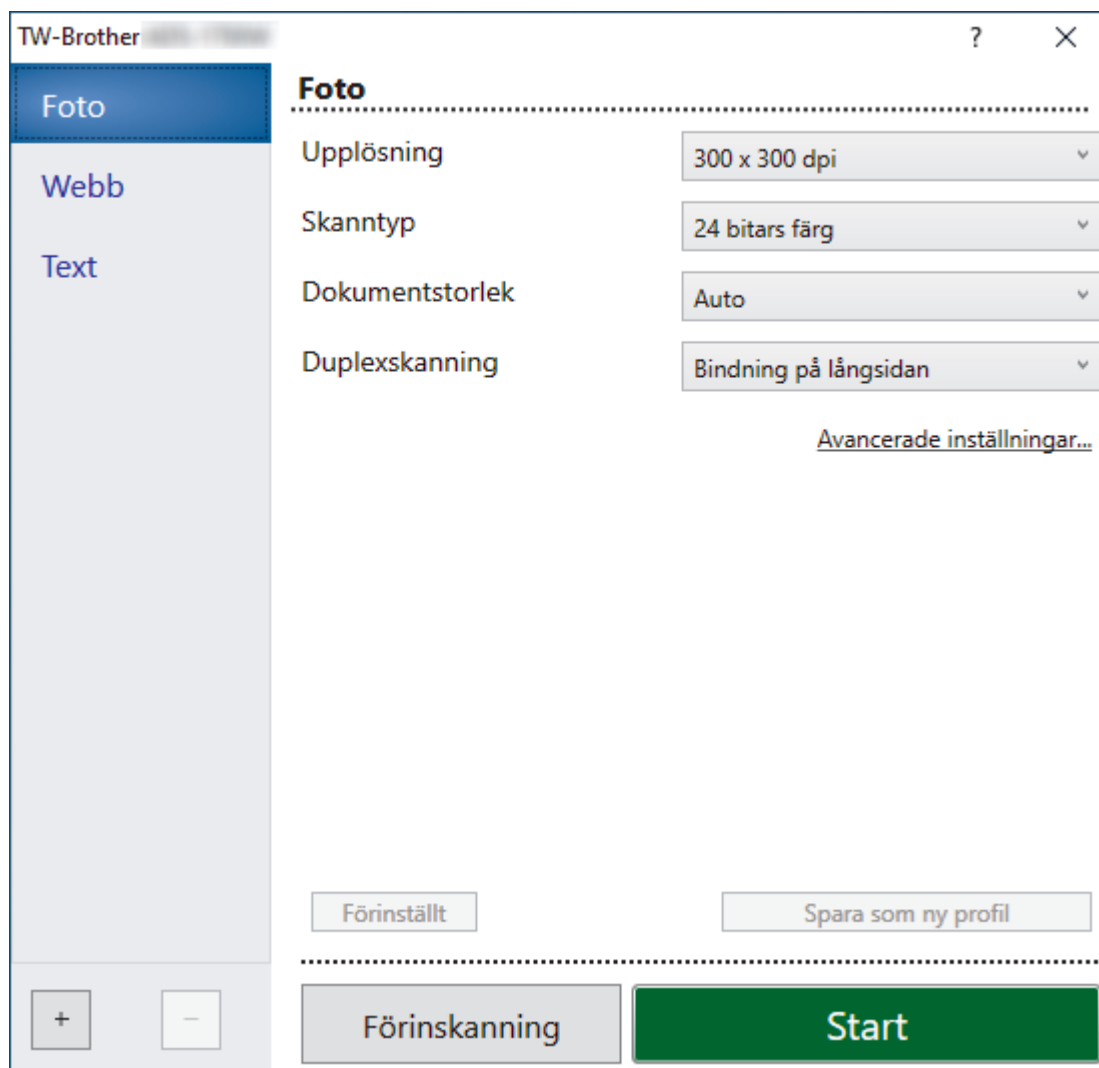 TW-Brother
?
Foto
Webb
Text
Foto
Upplösning
300 x 300 dpi
Skanntyp
24 bitars färg
Dokumentstorlek
Auto
Duplexskanning
Bindning på långsidan
Avancerade inställningar...
Förinställt
Spara som ny profil
+
−
Förinskanning
Start